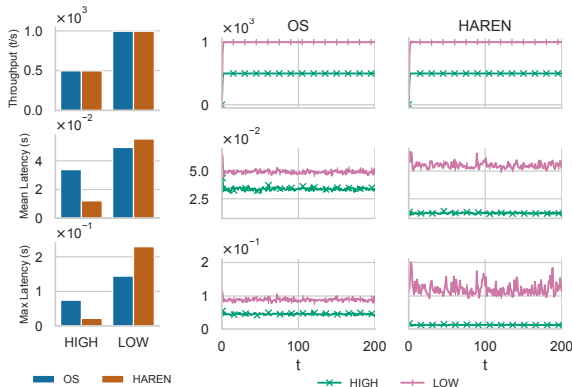 ×10³
OS
HAREN
×10³
Throughput (t/s)
1.0
0.5
0.0
1
0
×10⁻²
Mean Latency (s)
4
2
0
×10⁻²
5.0
2.5
×10⁻¹
Max Latency (s)
2
1
0
×10⁻¹
2
1
0
HIGH LOW
0 100 200
0 100 200
t
t
OS HAREN
HIGH LOW